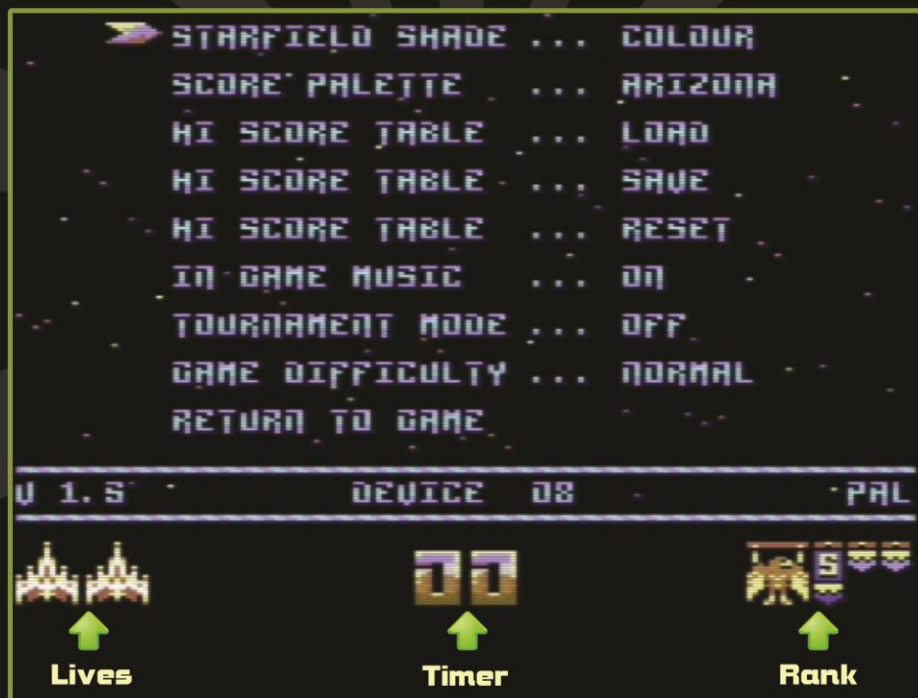 STARFIELD SHADE ... COLOUR
SCORE PALETTE ... ARIZONA
HI SCORE TABLE ... LOAD
HI SCORE TABLE ... SAVE
HI SCORE TABLE ... RESET
IN GAME MUSIC ... ON
TOURNAMENT MODE ... OFF
GAME DIFFICULTY ... NORMAL
RETURN TO GAME
V 1.5 DEVICE 08 PAL
00 5
Lives Timer Rank